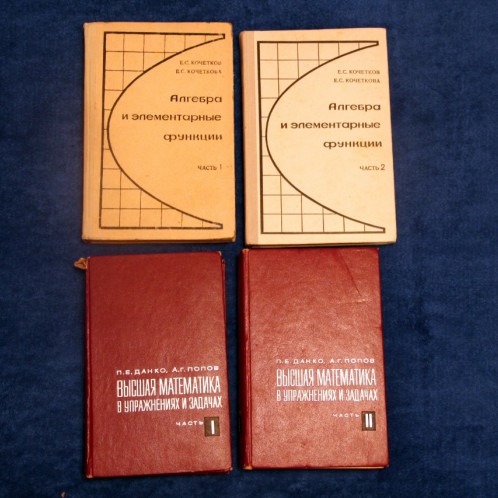 Е.С. КОЧЕТКОВ
Е.С. КОЧЕТКОВА
Алгебра
и элементарные
функции
ЧАСТЬ 1
Е.С. КОЧЕТКОВ
Е.С. КОЧЕТКОВА
Алгебра
и элементарные
функции
ЧАСТЬ 2
П.Е. ДАНКО, А.Г. ПОПОВ
ВЫСШАЯ МАТЕМАТИКА
В УПРАЖНЕНИЯХ И ЗАДАЧАХ
ЧАСТЬ I
П.Е. ДАНКО, А.Г. ПОПОВ
ВЫСШАЯ МАТЕМАТИКА
В УПРАЖНЕНИЯХ И ЗАДАЧАХ
ЧАСТЬ II